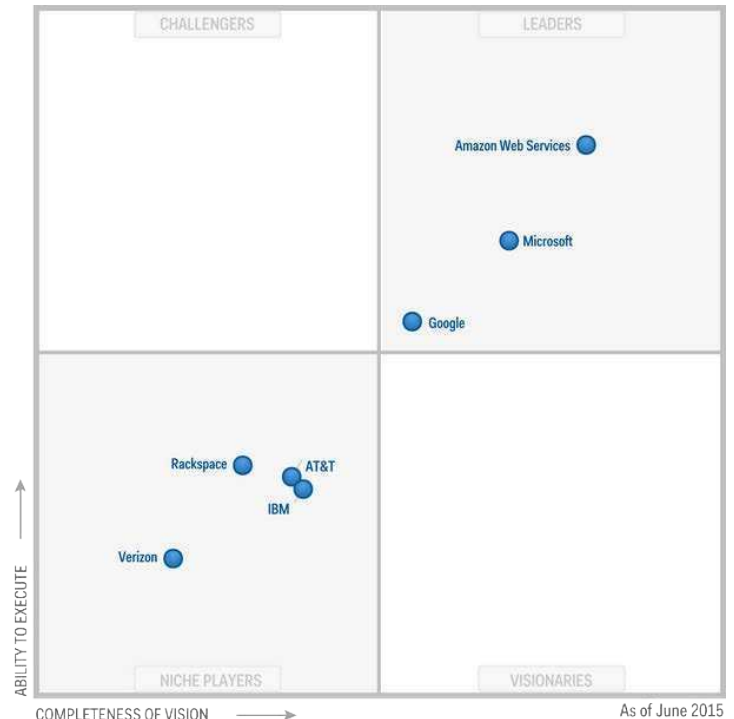 CHALLENGERS
LEADERS
Amazon Web Services
Microsoft
Google
Rackspace
AT&T
IBM
Verizon
NICHE PLAYERS
VISIONARIES
ABILITY TO EXECUTE
COMPLETENESS OF VISION
As of June 2015